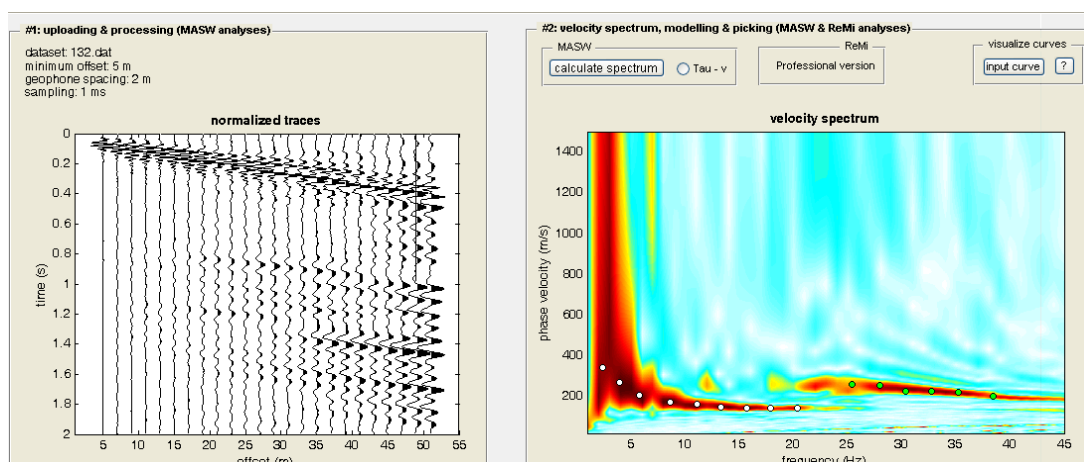 #1: uploading & processing (MASW analyses)
dataset: 132.dat
minimum offset: 5 m
geophone spacing: 2 m
sampling: 1 ms
normalized traces
0
0.2
0.4
0.6
0.8
1
1.2
1.4
1.6
1.8
2
time (s)
0 5 10 15 20 25 30 35 40 45 50 55
offset (m)
#2: velocity spectrum, modelling & picking (MASW & ReMi analyses)
MASW
calculate spectrum
Tau - v
ReMi
Professional version
visualize curves
input curve
?
velocity spectrum
1400
1200
1000
800
600
400
200
phase velocity (m/s)
5 10 15 20 25 30 35 40 45
frequency (Hz)